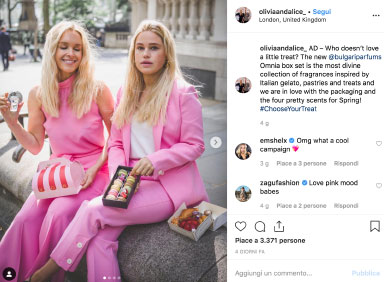 oliviaandalice_ • Segui
London, United Kingdom
oliviaandalice_ AD – Who doesn't love
a little treat? The new @bulgariparfums
Omnia box set is the most divine
collection of fragrances inspired by
Italian gelato, pastries and treats and
we are in love with the packaging and
the four pretty scents for Spring!
#ChooseYourTreat
4 g
emshelx Omg what a cool
campaign
3 g Piace a 3 persone Rispondi
zagufashion Love pink mood
babes
4 g Piace a 2 persone Rispondi
Piace a 3.371 persone
4 GIORNI FA
Aggiungi un commento... Pubblica